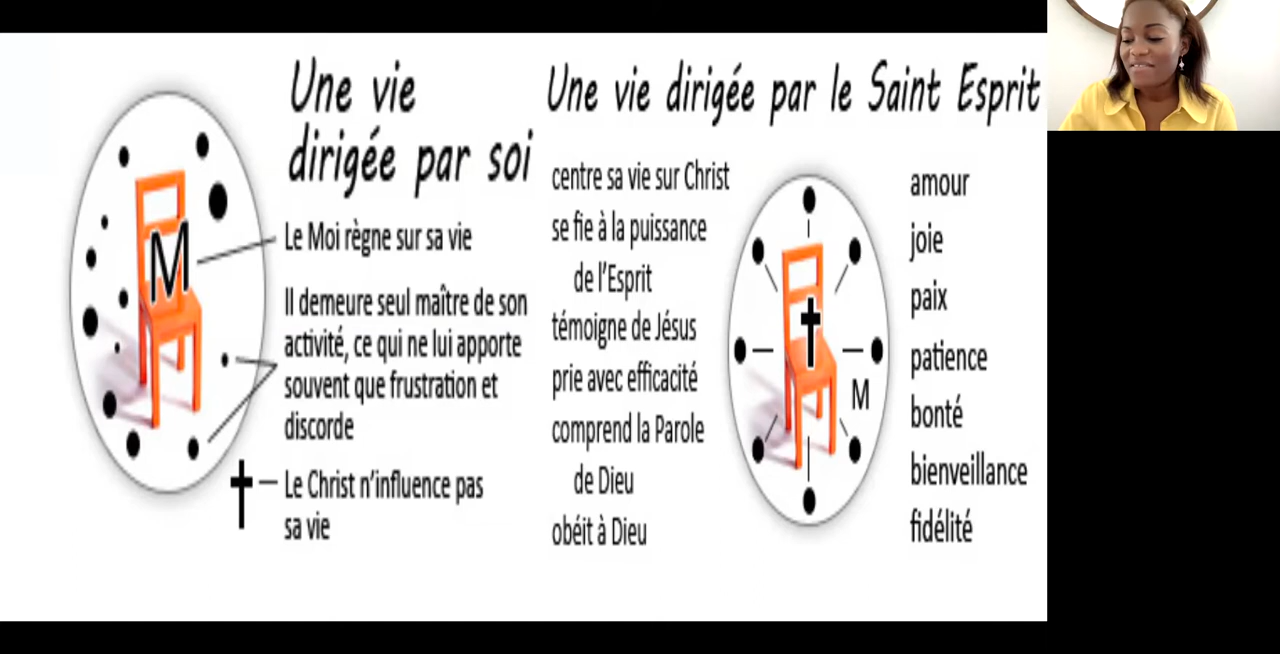 Une vie
dirigée par soi
M
Le Moi règne sur sa vie
Il demeure seul maître de son
activité, ce qui ne lui apporte
souvent que frustration et
discorde
Le Christ n'influence pas
sa vie
Une vie dirigée par le Saint Esprit
centre sa vie sur Christ
se fie à la puissance
de l'Esprit
témoigne de Jésus
prie avec efficacité
comprend la Parole
de Dieu
obéit à Dieu
M
amour
joie
paix
patience
bonté
bienveillance
fidélité